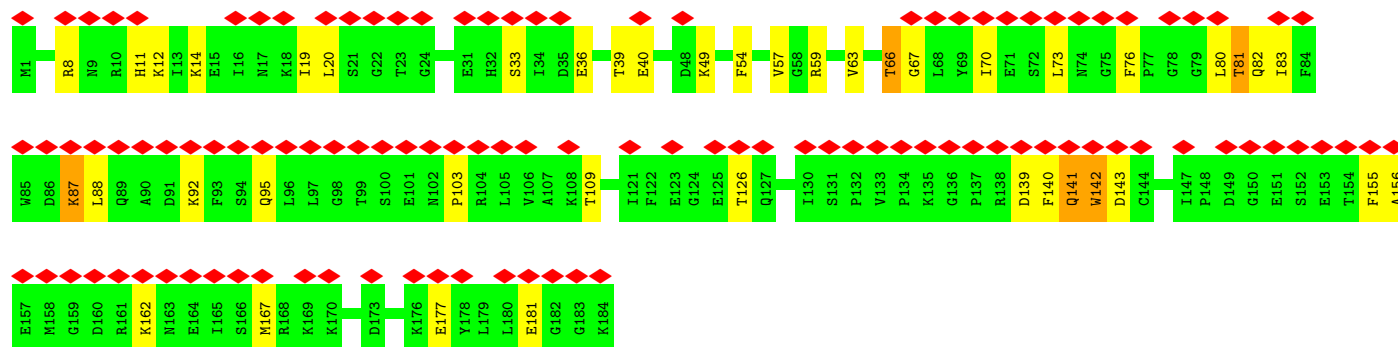 M1 R8 N9 R10 H11 K12 I13 K14 E15 I16 N17 K18 I19 L20 S21 G22 T23 G24 E31 H32 S33 I34 D35 E36 T39 E40 D48 K49 F54 V57 G58 R59 V63 T66 G67 L68 Y69 I70 E71 S72 L73 N74 G75 F76 P77 G78 G79 L80 T81 Q82 I83 F84
W85 D86 K87 L88 Q89 A90 D91 K92 F93 S94 Q95 L96 L97 G98 T99 S100 E101 N102 P103 R104 L105 V106 A107 K108 T109 I121 F122 E123 G124 E125 T126 Q127 I130 S131 P132 V133 P134 K135 G136 P137 R138 D139 F140 Q141 W142 D143 C144 I147 P148 D149 G150 E151 S152 E153 T154 F155 A156
E157 M158 G159 D160 R161 K162 N163 E164 I165 S166 M167 R168 K169 K170 D173 K176 E177 Y178 L179 L180 E181 G182 G183 K184